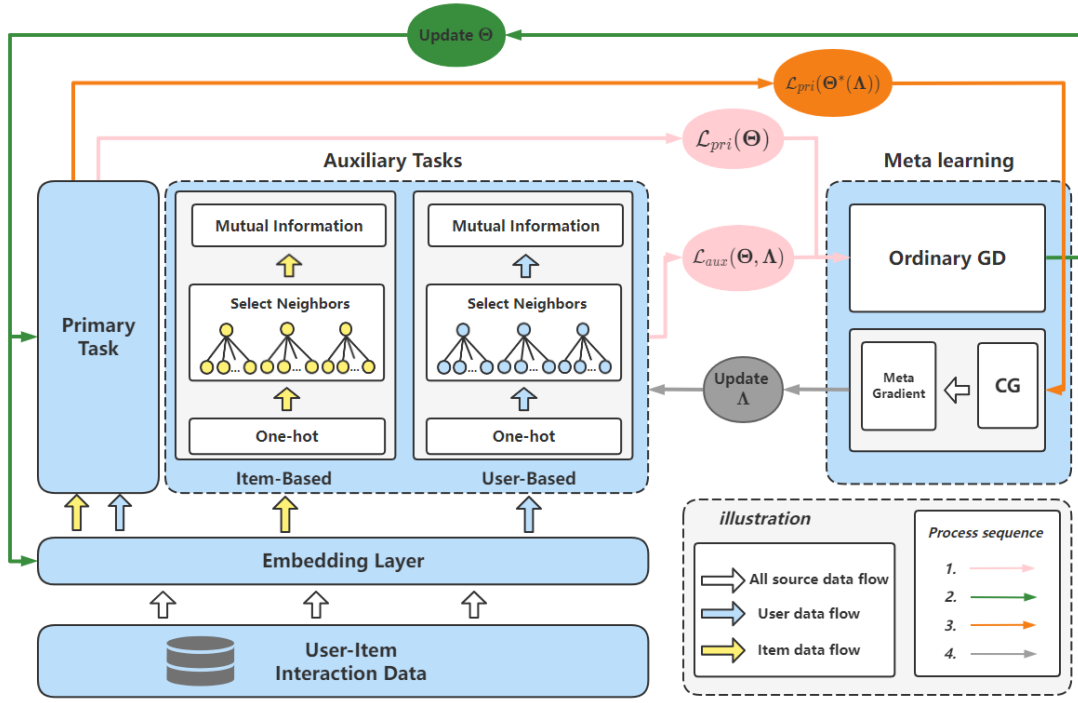 Update Θ
𝓛pri(Θ*(Λ))
𝓛pri(Θ)
Auxiliary Tasks
Meta learning
Mutual Information
Mutual Information
𝓛aux(Θ, Λ)
Ordinary GD
Primary
Task
Select Neighbors
Select Neighbors
...
...
...
...
...
...
Update
Λ
Meta
Gradient
CG
One-hot
One-hot
Item-Based
User-Based
illustration
Process sequence
Embedding Layer
All source data flow
1.
User data flow
2.
3.
Item data flow
4.
User-Item
Interaction Data